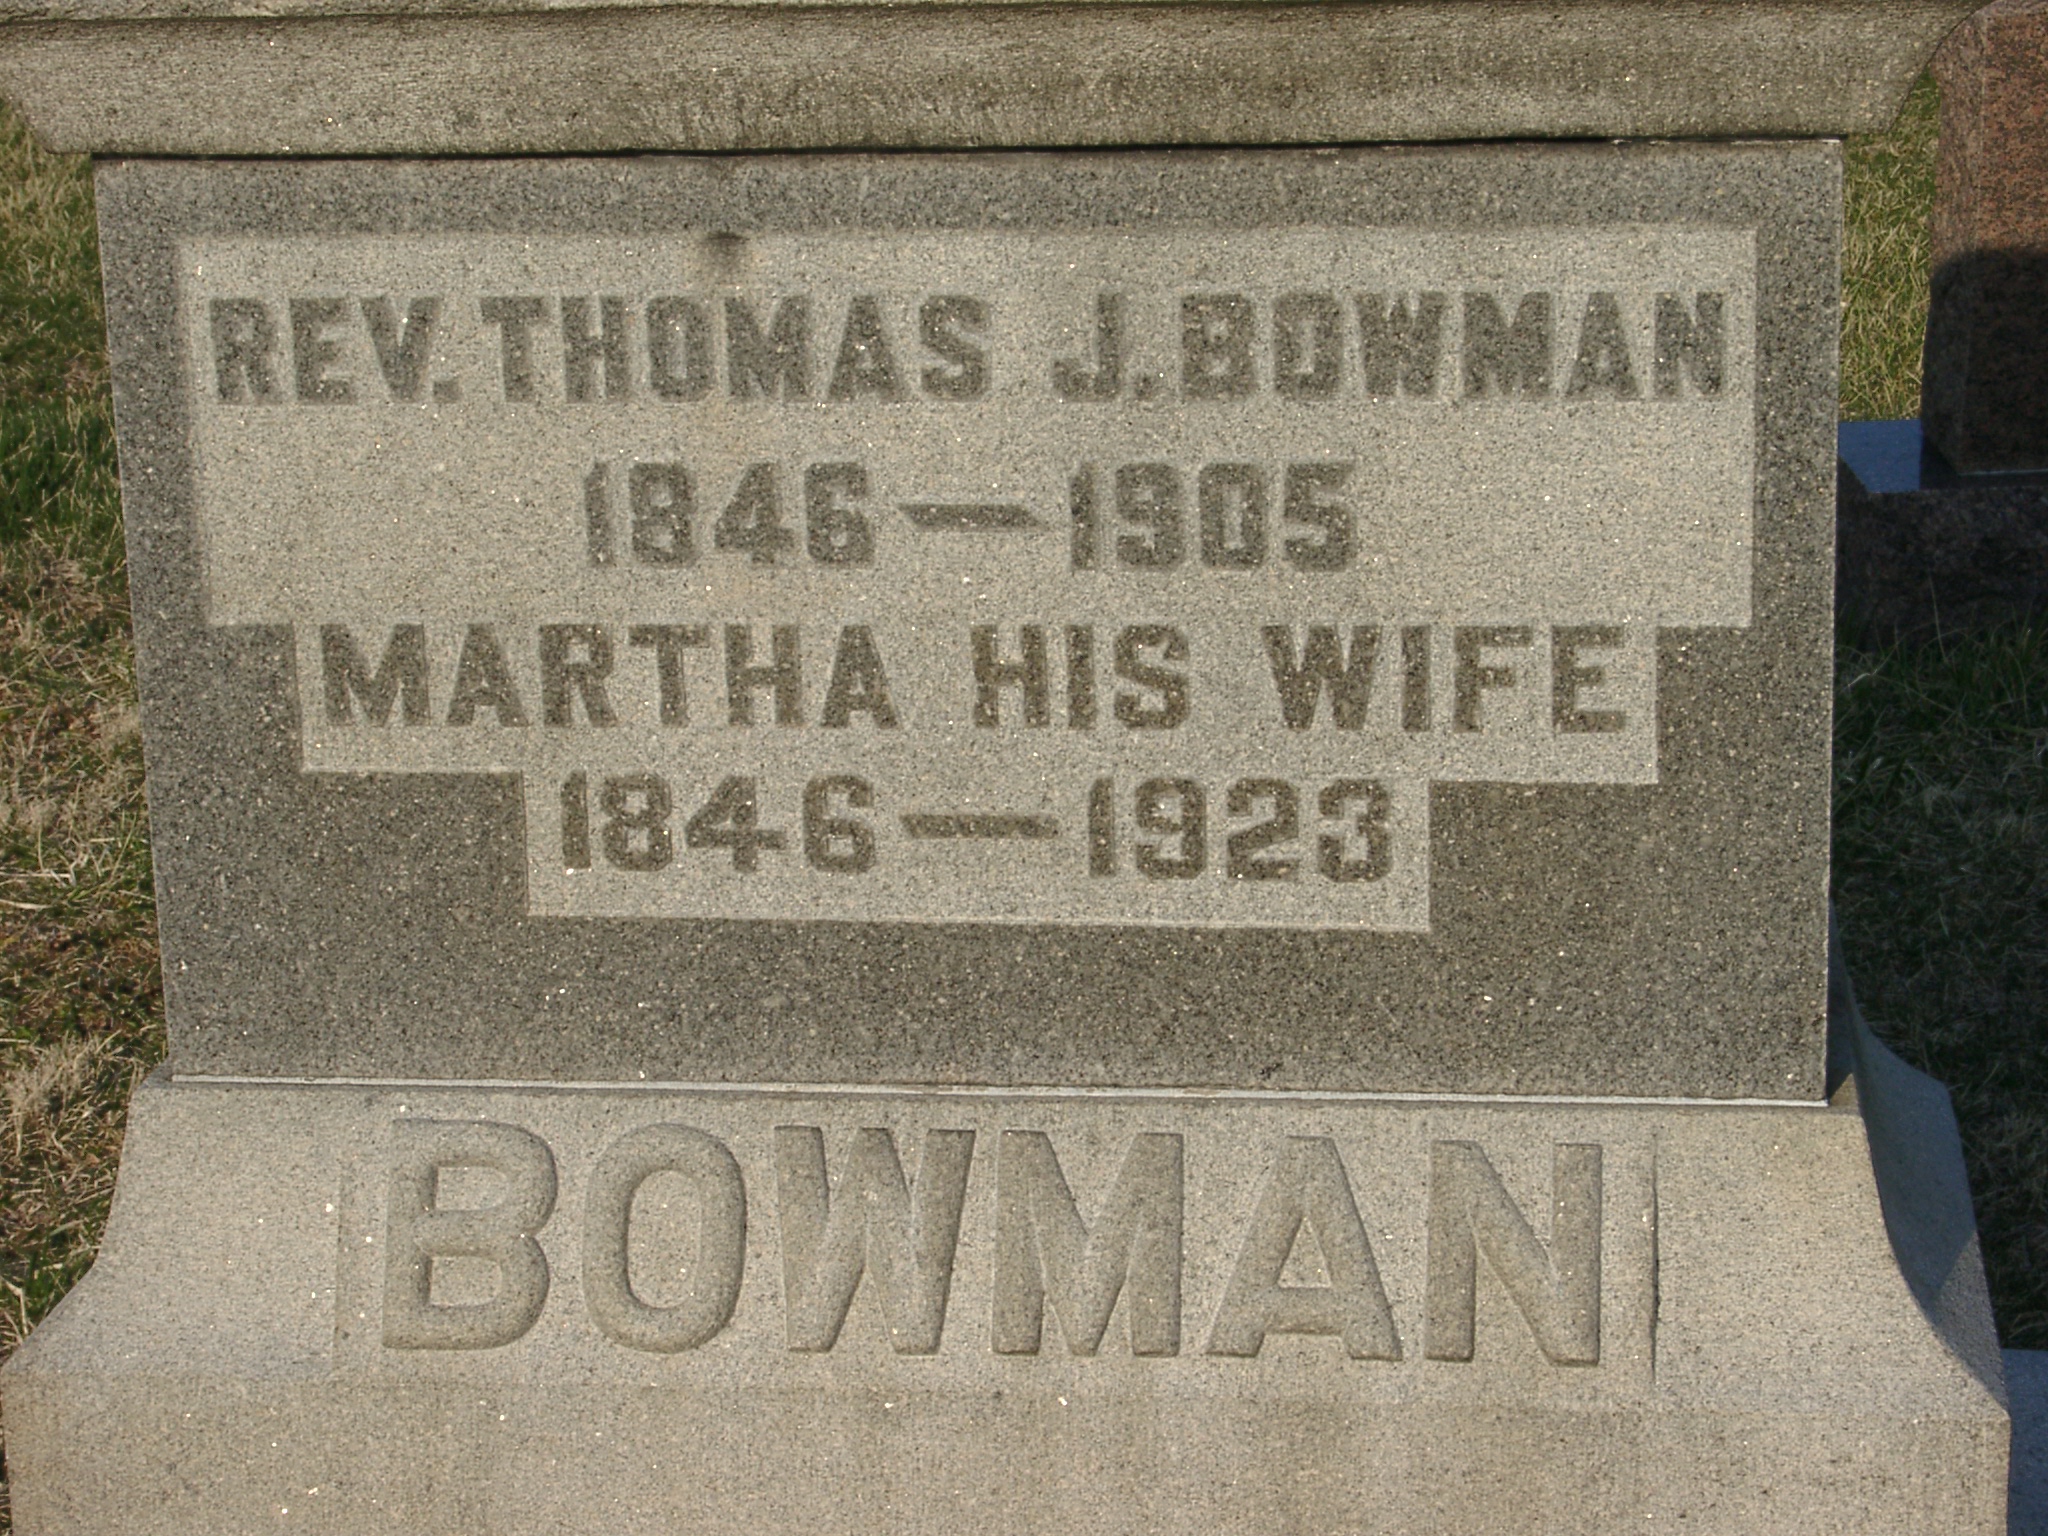 REV. THOMAS J. BOWMAN
1846 — 1905
MARTHA HIS WIFE
1846 — 1923
BOWMAN